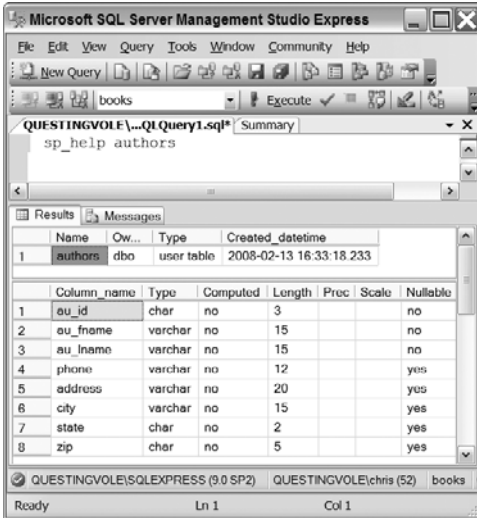 Microsoft SQL Server Management Studio Express
File Edit View Query Tools Window Community Help
New Query
books Execute
QUESTINGVOLE\...QLQuery1.sql* Summary
sp_help authors
Results Messages
Name Ow... Type Created_datetime
1 authors dbo user table 2008-02-13 16:33:18.233
Column_name Type Computed Length Prec Scale Nullable
1 au_id char no 3 no
2 au_fname varchar no 15 no
3 au_lname varchar no 15 no
4 phone varchar no 12 yes
5 address varchar no 20 yes
6 city varchar no 15 yes
7 state char no 2 yes
8 zip char no 5 yes
QUESTINGVOLE\SQLEXPRESS (9.0 SP2) QUESTINGVOLE\chris (52) books
Ready Ln 1 Col 1